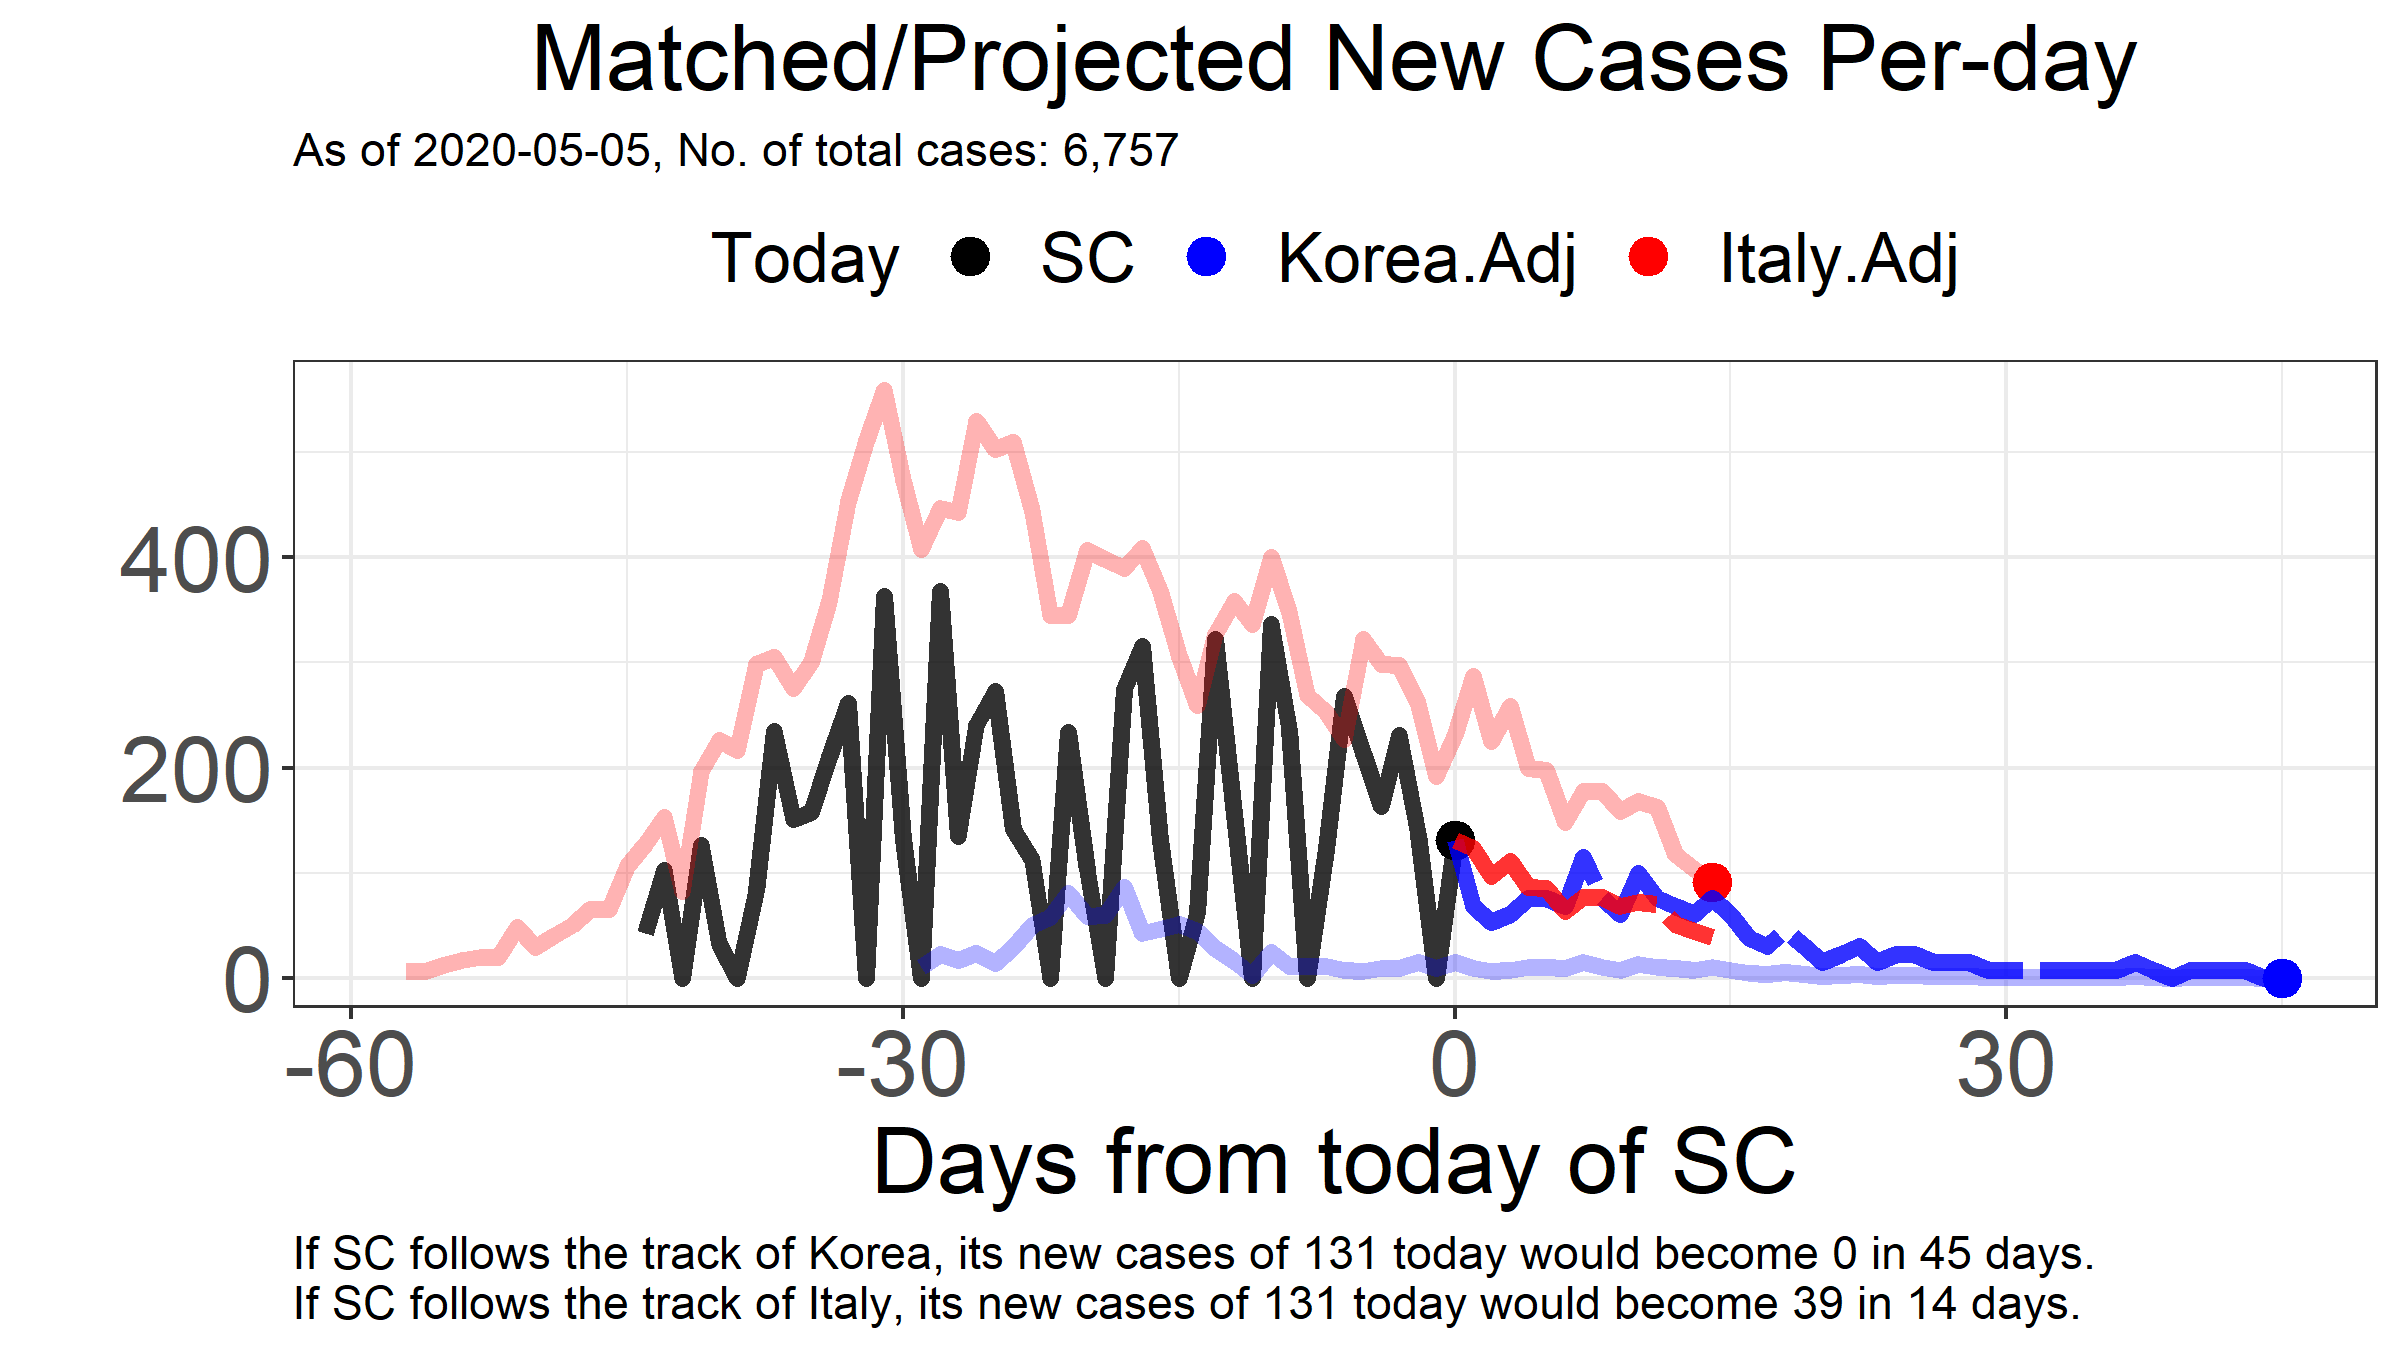 Matched/Projected New Cases Per-day
As of 2020-05-05, No. of total cases: 6,757
Today SC Korea.Adj Italy.Adj
400
200
0
-60 -30 0 30
Days from today of SC
If SC follows the track of Korea, its new cases of 131 today would become 0 in 45 days.
If SC follows the track of Italy, its new cases of 131 today would become 39 in 14 days.